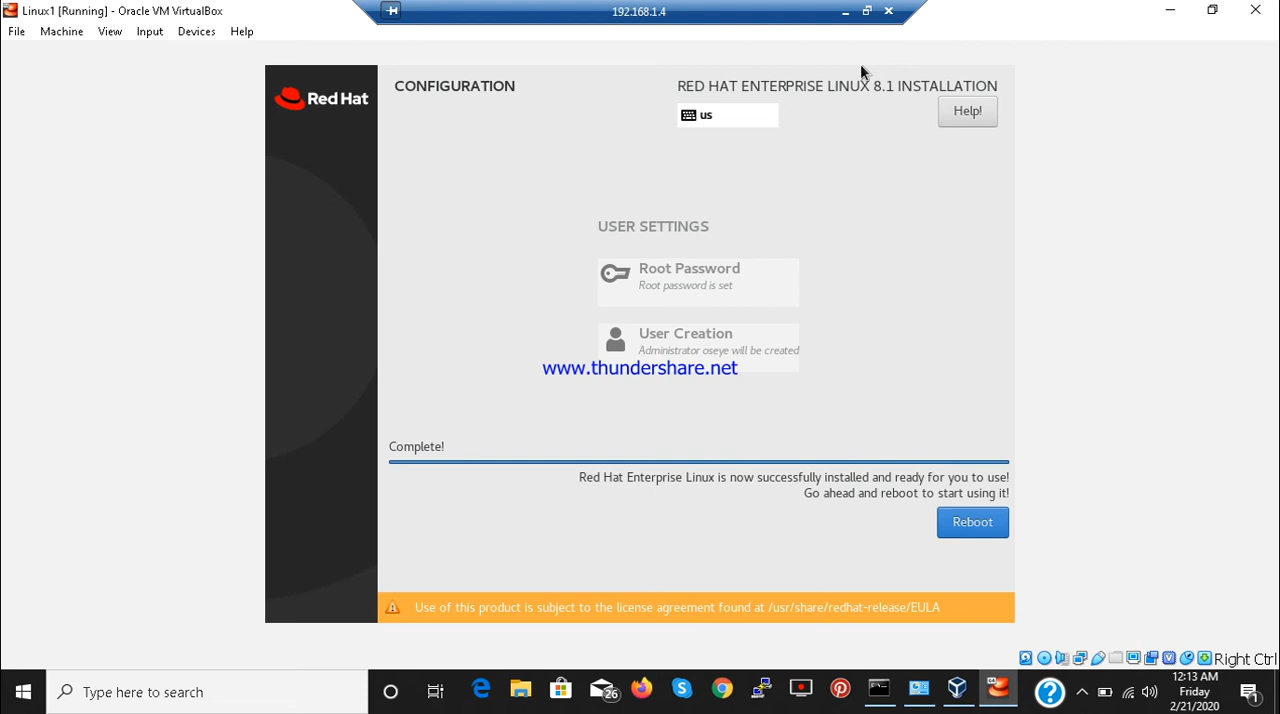 Linux1 [Running] - Oracle VM VirtualBox
192.168.1.4
File Machine View Input Devices Help
Red Hat
CONFIGURATION
RED HAT ENTERPRISE LINUX 8.1 INSTALLATION
us
Help!
USER SETTINGS
Root Password
Root password is set
User Creation
Administrator oseye will be created
www.thundershare.net
Complete!
Red Hat Enterprise Linux is now successfully installed and ready for you to use!
Go ahead and reboot to start using it!
Reboot
Use of this product is subject to the license agreement found at /usr/share/redhat-release/EULA
Right Ctrl
Type here to search
26
12:13 AM
Friday
2/21/2020
1